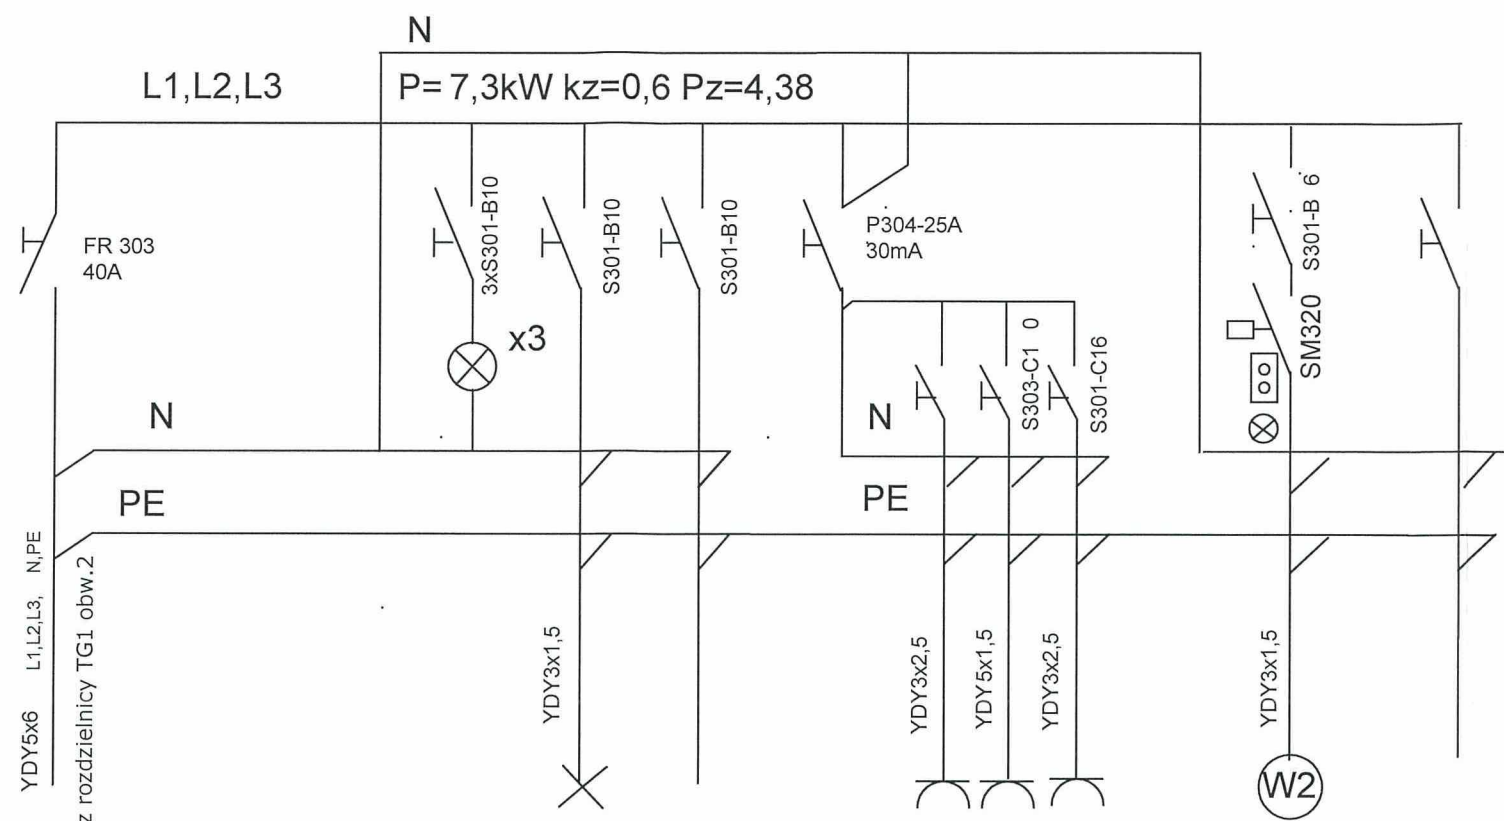 N
L1,L2,L3
P= 7,3kW kz=0,6 Pz=4,38
FR 303
40A
3xS301-B10
S301-B10
S301-B10
P304-25A
30mA
S301-B 6
SM320
x3
S303-C1 0
S301-C16
N
N
PE
PE
YDY5x6 L1,L2,L3, N,PE
z rozdzielnicy TG1 obw.2
YDY3x1,5
YDY3x2,5
YDY5x1,5
YDY3x2,5
YDY3x1,5
W2